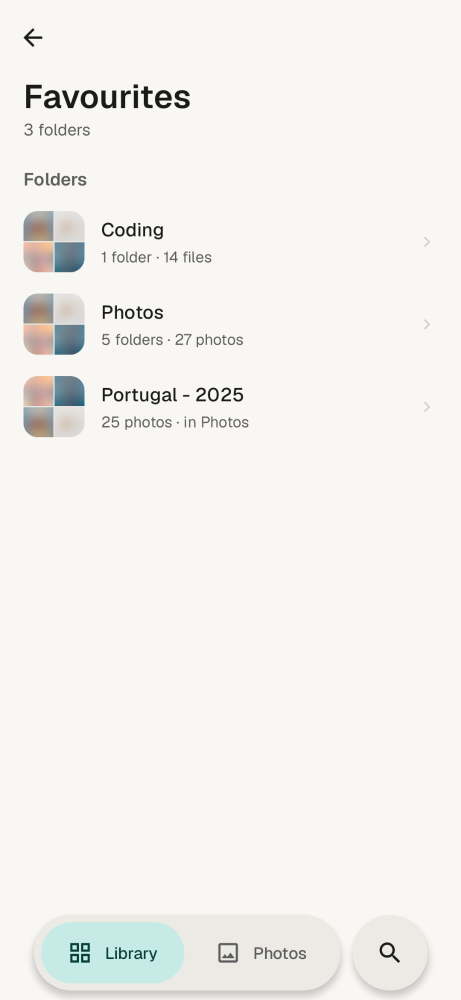 Favourites
3 folders
Folders
Coding
1 folder · 14 files
Photos
5 folders · 27 photos
Portugal - 2025
25 photos · in Photos
Library
Photos